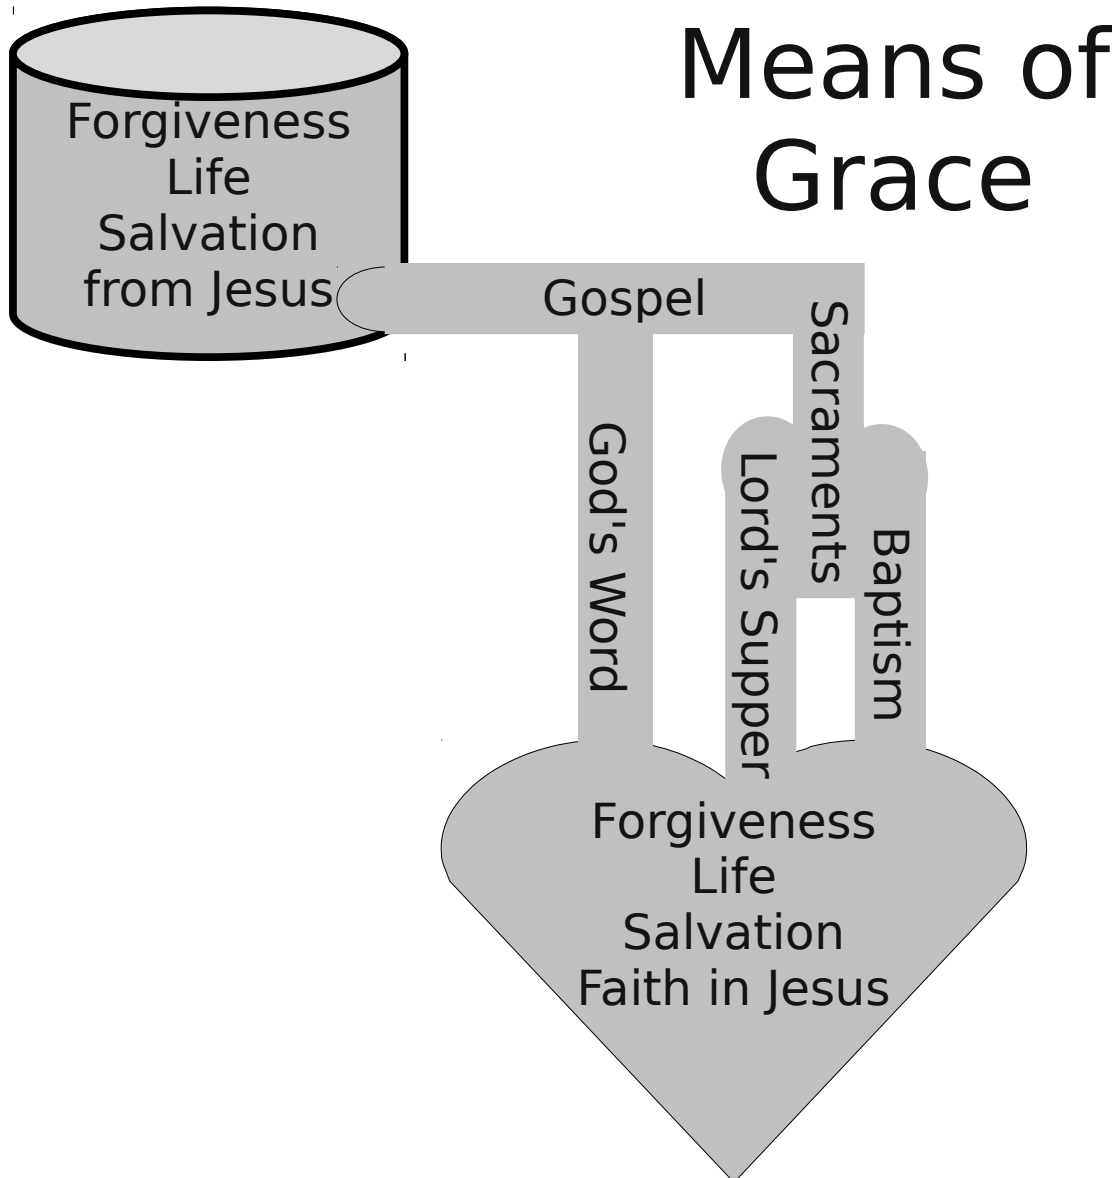 Means of
Grace
Forgiveness
Life
Salvation
from Jesus
Gospel
God's Word
Sacraments
Lord's Supper
Baptism
Forgiveness
Life
Salvation
Faith in Jesus